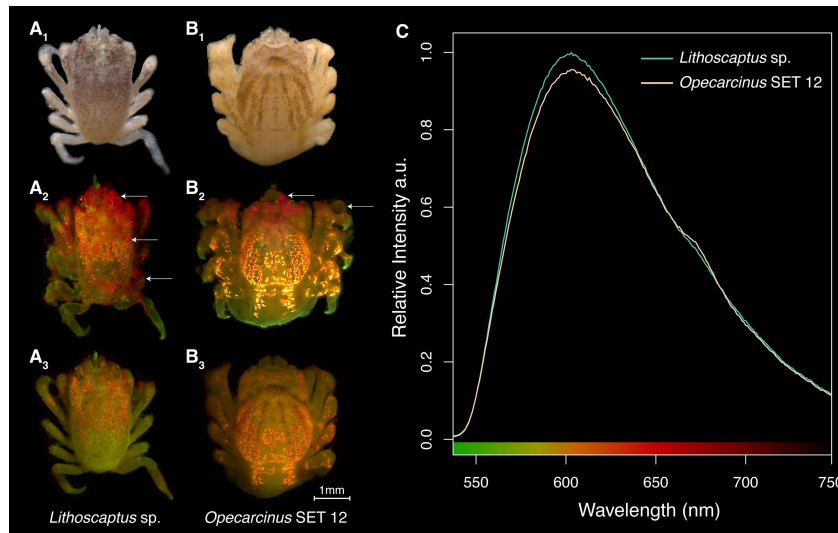 A1
B1
C
A2
B2
A3
B3
1mm
Lithoscaptus sp.
Opecarcinus SET 12
Lithoscaptus sp.
Opecarcinus SET 12
Relative Intensity a.u.
1.0
0.8
0.6
0.4
0.2
0.0
550
600
650
700
750
Wavelength (nm)